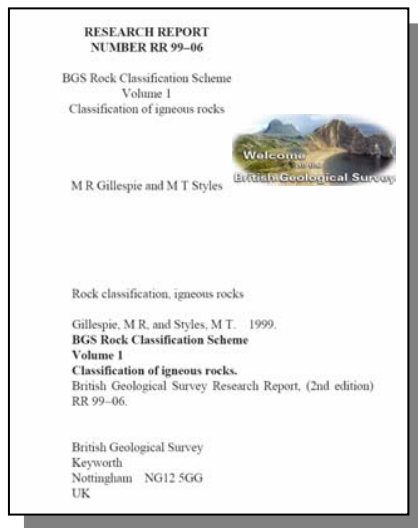 RESEARCH REPORT
NUMBER RR 99–06
BGS Rock Classification Scheme
Volume 1
Classification of igneous rocks
Welcome
to the
British Geological Survey
M R Gillespie and M T Styles
Rock classification, igneous rocks
Gillespie, M R, and Styles, M T. 1999.
BGS Rock Classification Scheme
Volume 1
Classification of igneous rocks.
British Geological Survey Research Report, (2nd edition)
RR 99–06.
British Geological Survey
Keyworth
Nottingham NG12 5GG
UK